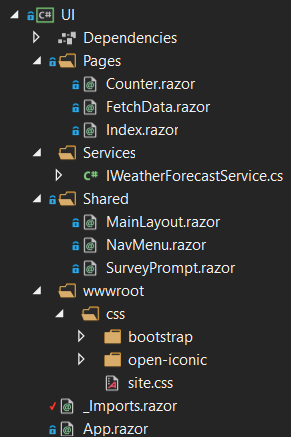 UI
Dependencies
Pages
Counter.razor
FetchData.razor
Index.razor
Services
C# IWeatherForecastService.cs
Shared
MainLayout.razor
NavMenu.razor
SurveyPrompt.razor
wwwroot
css
bootstrap
open-iconic
site.css
_Imports.razor
App.razor